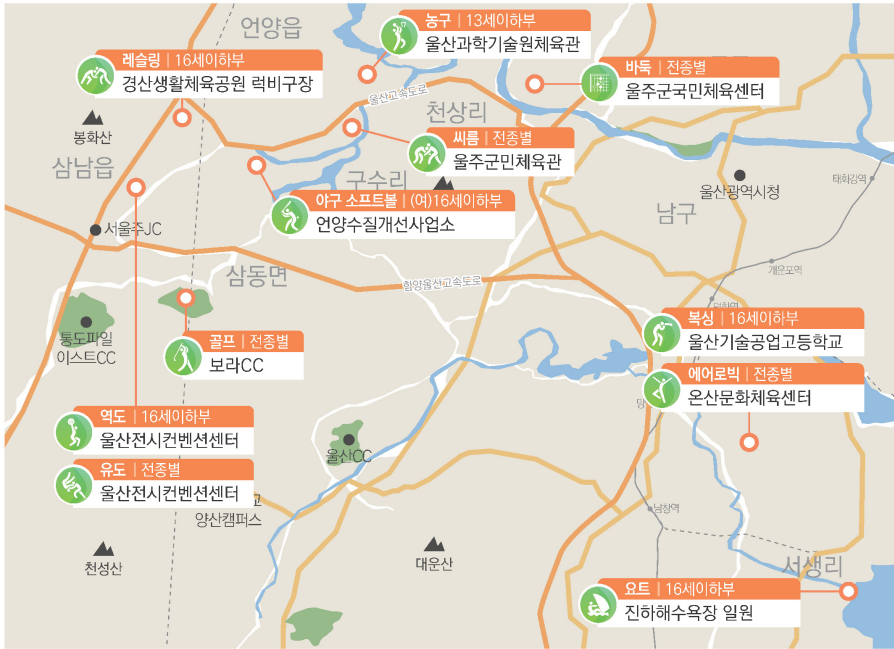 언양읍
농구 | 13세이하부
울산과학기술원체육관
레슬링 | 16세이하부
경산생활체육공원 럭비구장
바둑 | 전종별
울주군국민체육센터
울산고속도로
천상리
봉화산
씨름 | 전종별
울주군민체육관
삼남읍
구수리
야구 소프트볼 | (여)16세이하부
언양수질개선사업소
울산광역시청
태화강역
남구
서울주JC
삼동면
함양울산고속도로
개운포역
덕하역
통도파일
이스트CC
골프 | 전종별
보라CC
복싱 | 16세이하부
울산기술공업고등학교
에어로빅 | 전종별
온산문화체육센터
망
역도 | 16세이하부
울산전시컨벤션센터
울산CC
유도 | 전종별
울산전시컨벤션센터
교
양산캠퍼스
남창역
천성산
대운산
서생리
요트 | 16세이하부
진하해수욕장 일원